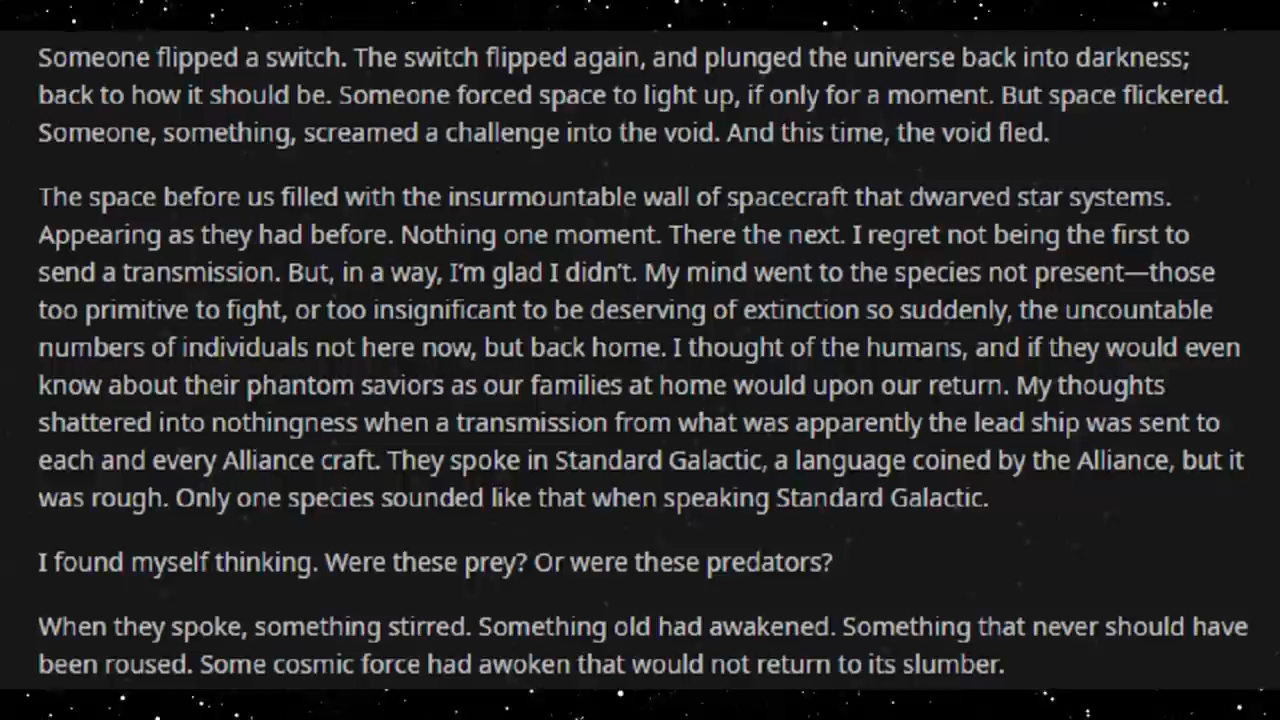 Someone flipped a switch. The switch flipped again, and plunged the universe back into darkness;
back to how it should be. Someone forced space to light up, if only for a moment. But space flickered.
Someone, something, screamed a challenge into the void. And this time, the void fled.
The space before us filled with the insurmountable wall of spacecraft that dwarved star systems.
Appearing as they had before. Nothing one moment. There the next. I regret not being the first to
send a transmission. But, in a way, I'm glad I didn't. My mind went to the species not present—those
too primitive to fight, or too insignificant to be deserving of extinction so suddenly, the uncountable
numbers of individuals not here now, but back home. I thought of the humans, and if they would even
know about their phantom saviors as our families at home would upon our return. My thoughts
shattered into nothingness when a transmission from what was apparently the lead ship was sent to
each and every Alliance craft. They spoke in Standard Galactic, a language coined by the Alliance, but it
was rough. Only one species sounded like that when speaking Standard Galactic.
I found myself thinking. Were these prey? Or were these predators?
When they spoke, something stirred. Something old had awakened. Something that never should have
been roused. Some cosmic force had awoken that would not return to its slumber.